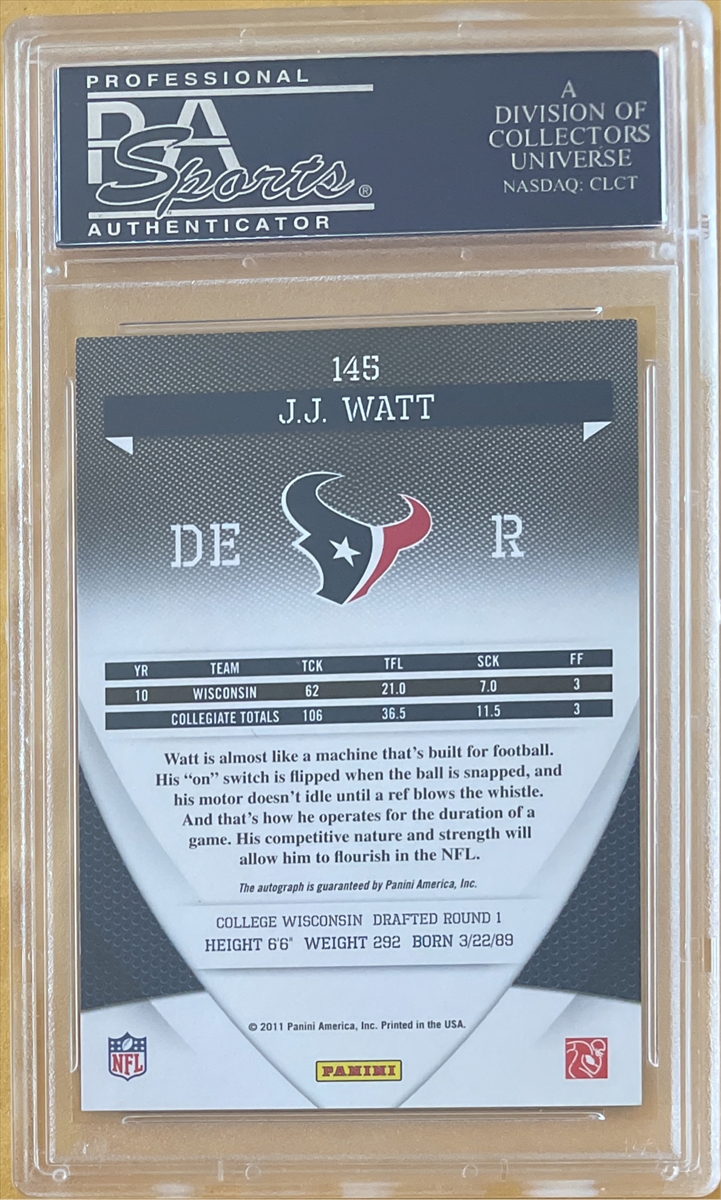 PROFESSIONAL
PSA
Sports®
AUTHENTICATOR
A
DIVISION OF
COLLECTORS
UNIVERSE
NASDAQ: CLCT
145
J.J. WATT
DE R
YR TEAM TCK TFL SCK FF
10 WISCONSIN 62 21.0 7.0 3
COLLEGIATE TOTALS 106 36.5 11.5 3
Watt is almost like a machine that's built for football.
His “on” switch is flipped when the ball is snapped, and
his motor doesn't idle until a ref blows the whistle.
And that's how he operates for the duration of a
game. His competitive nature and strength will
allow him to flourish in the NFL.
The autograph is guaranteed by Panini America, Inc.
COLLEGE WISCONSIN DRAFTED ROUND 1
HEIGHT 6'6" WEIGHT 292 BORN 3/22/89
© 2011 Panini America, Inc. Printed in the USA.
NFL
PANINI